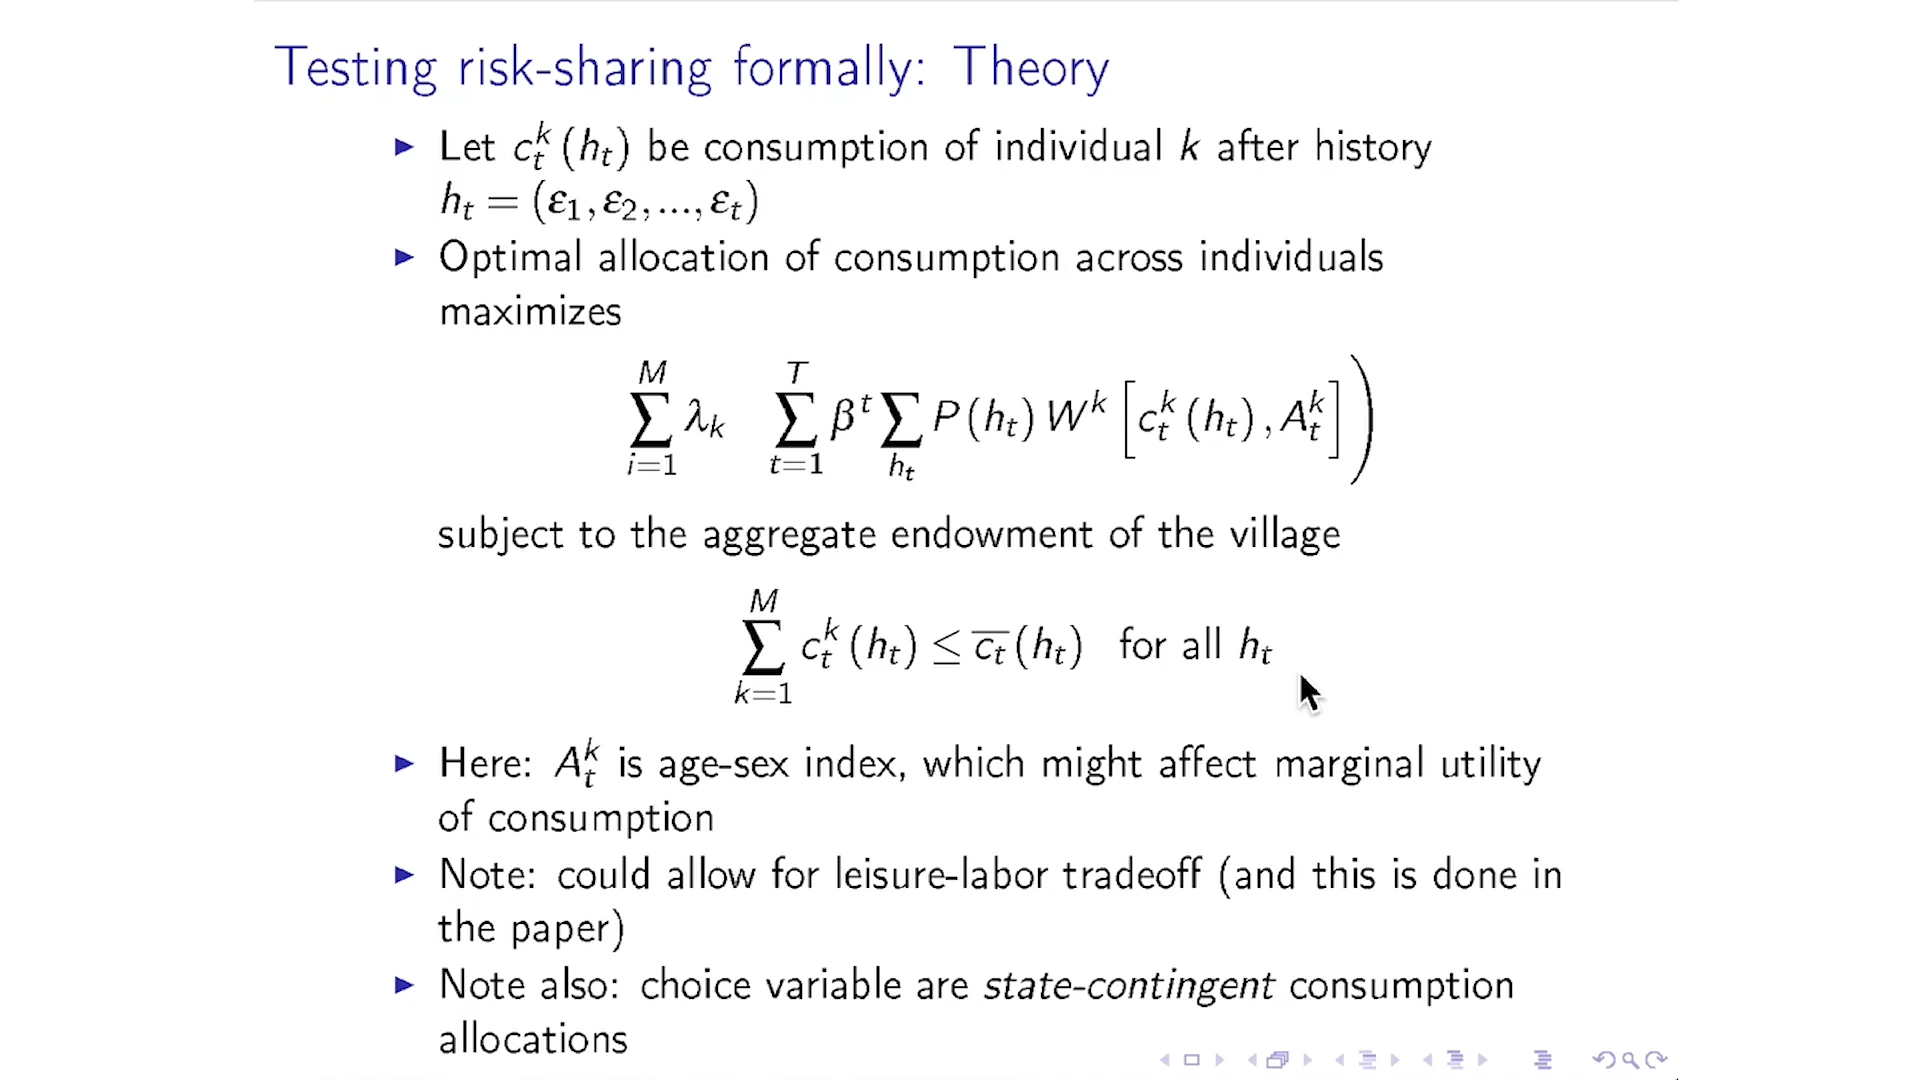 Testing risk-sharing formally: Theory
▶ Let c_t^k (h_t) be consumption of individual k after history
h_t = (ε_1, ε_2, ..., ε_t)
▶ Optimal allocation of consumption across individuals
maximizes
∑_{i=1}^{M} λ_k ∑_{t=1}^{T} β^t ∑_{h_t} P(h_t) W^k [c_t^k (h_t), A_t^k] )
subject to the aggregate endowment of the village
∑_{k=1}^{M} c_t^k (h_t) ≤ \overline{c_t} (h_t) for all h_t
▶ Here: A_t^k is age-sex index, which might affect marginal utility
of consumption
▶ Note: could allow for leisure-labor tradeoff (and this is done in
the paper)
▶ Note also: choice variable are state-contingent consumption
allocations